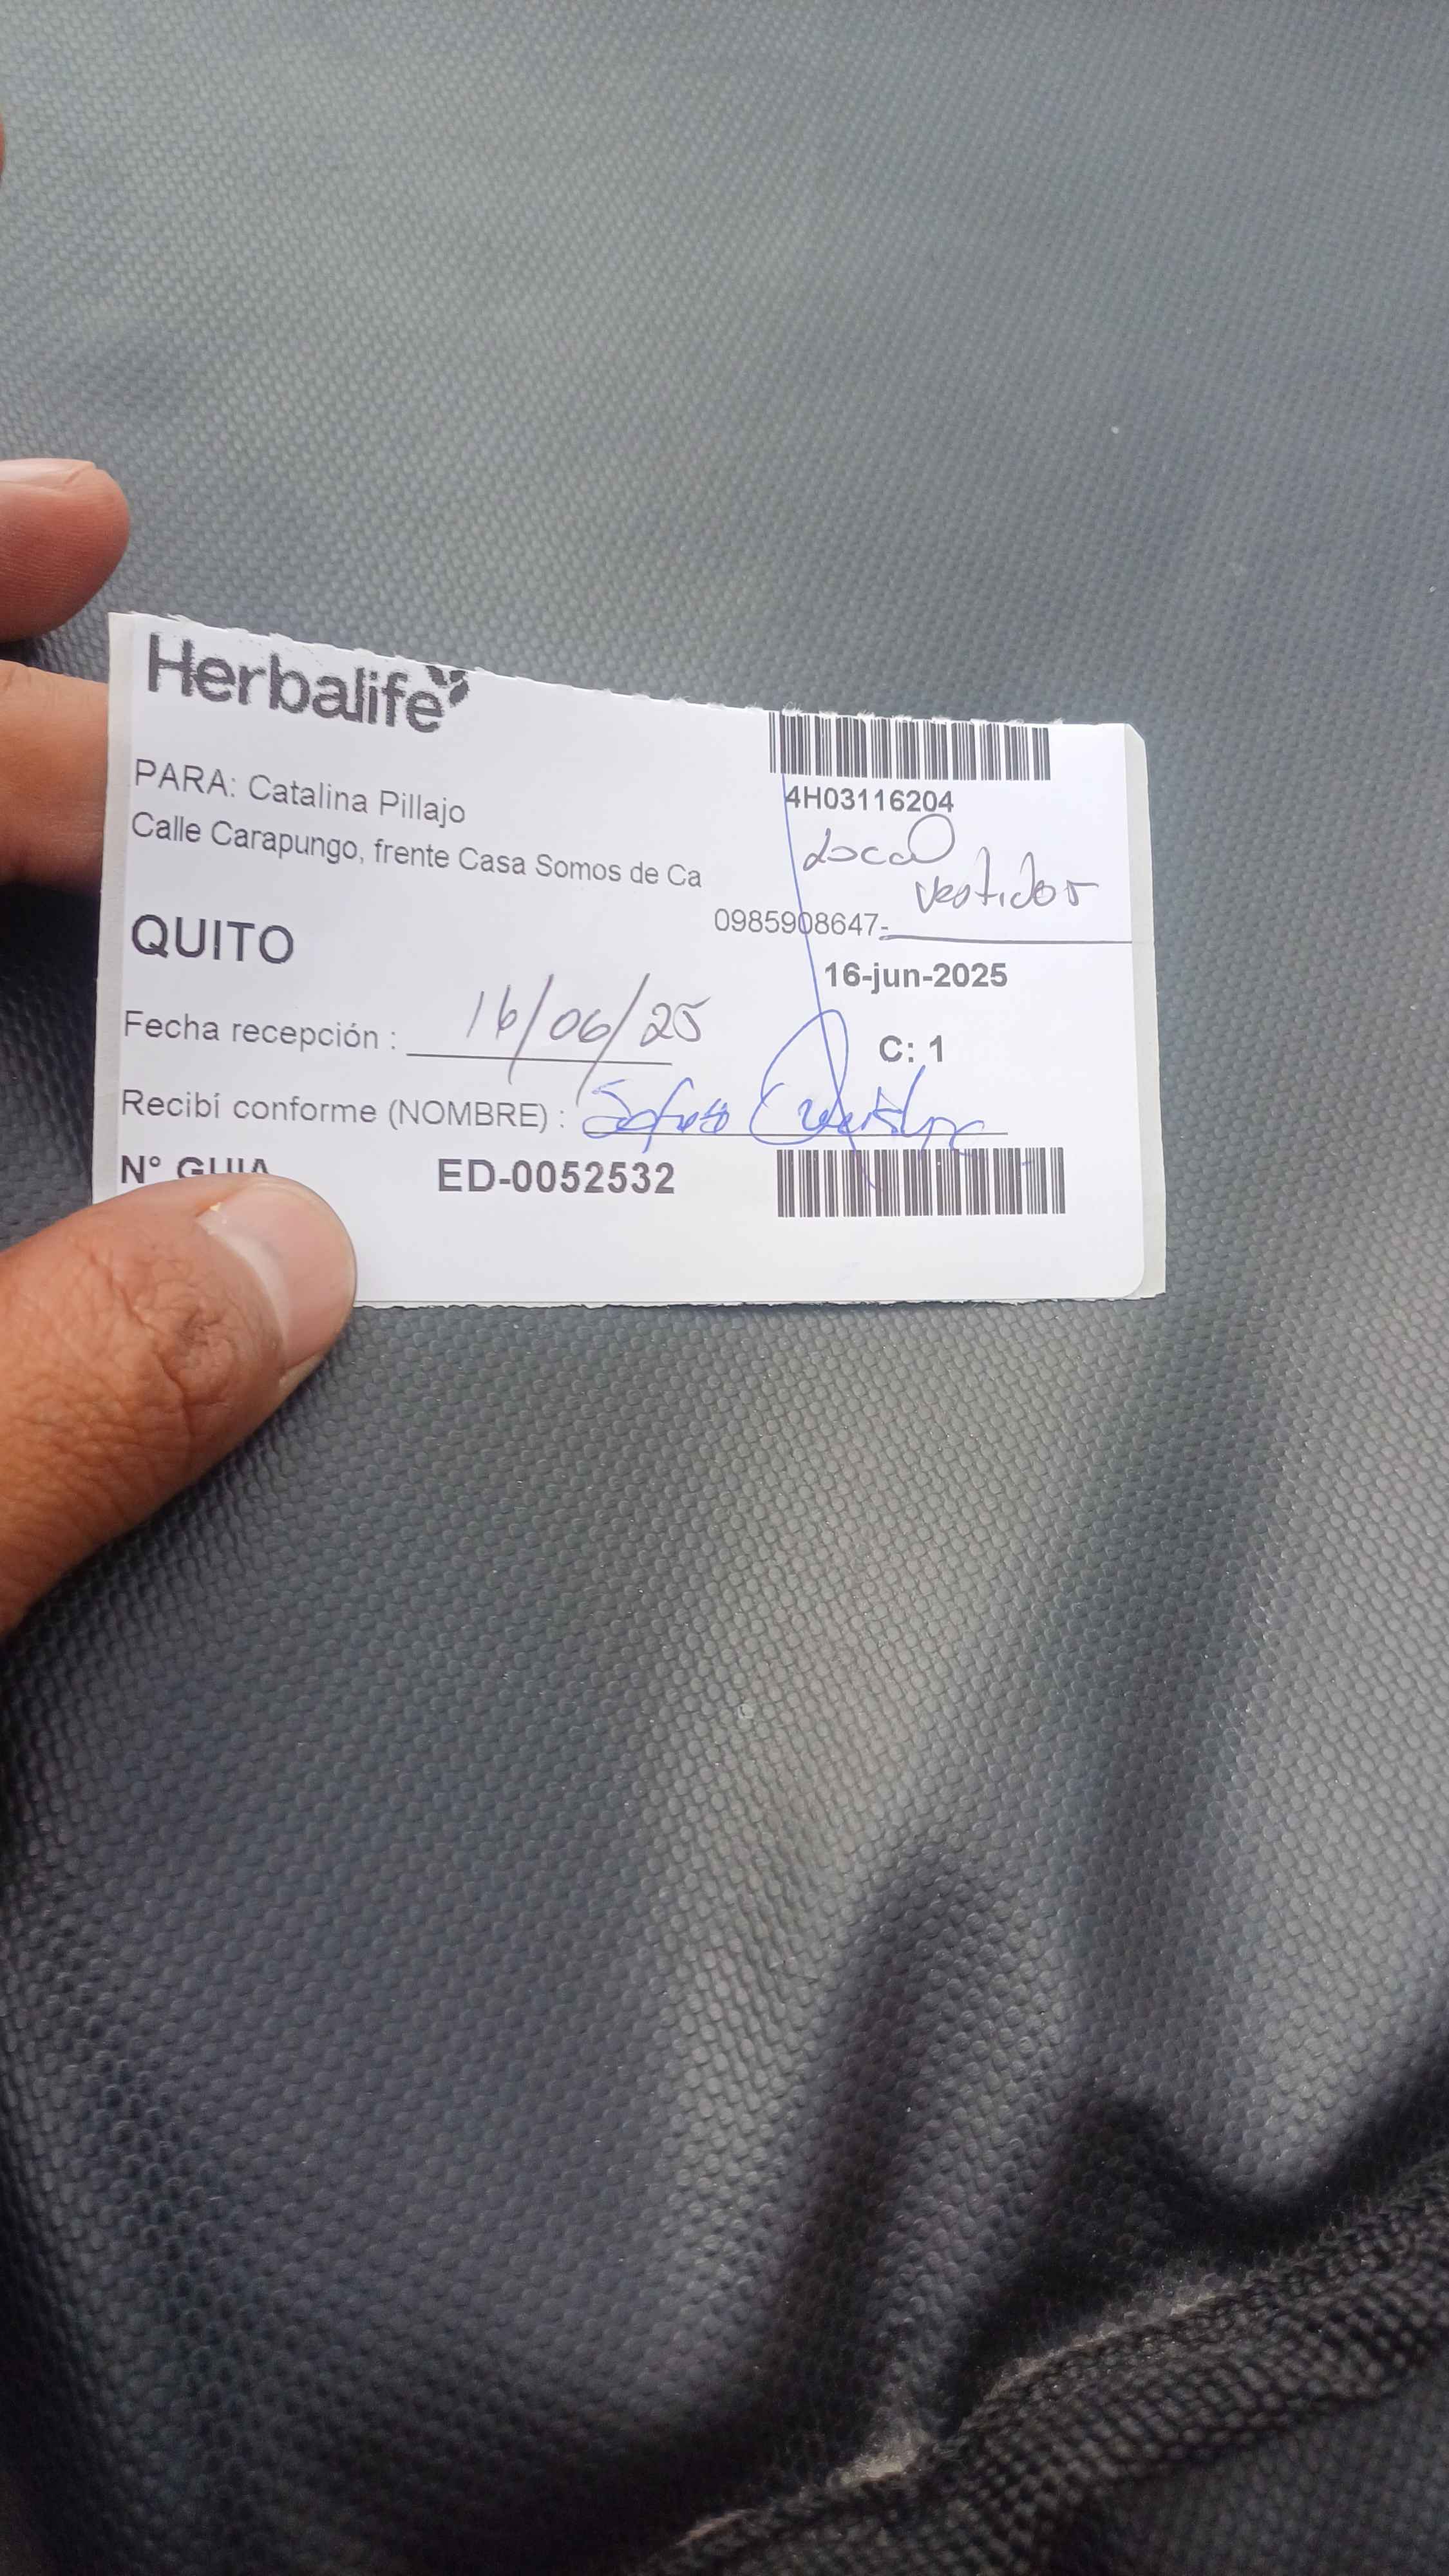 Herbalife
4H03116204
PARA: Catalina Pillajo
Local
Calle Carapungo, frente Casa Somos de Ca
vestidos
0985908647-
QUITO
16-jun-2025
Fecha recepción : 16/06/25
C: 1
Recibí conforme (NOMBRE) :
N° GUIA ED-0052532